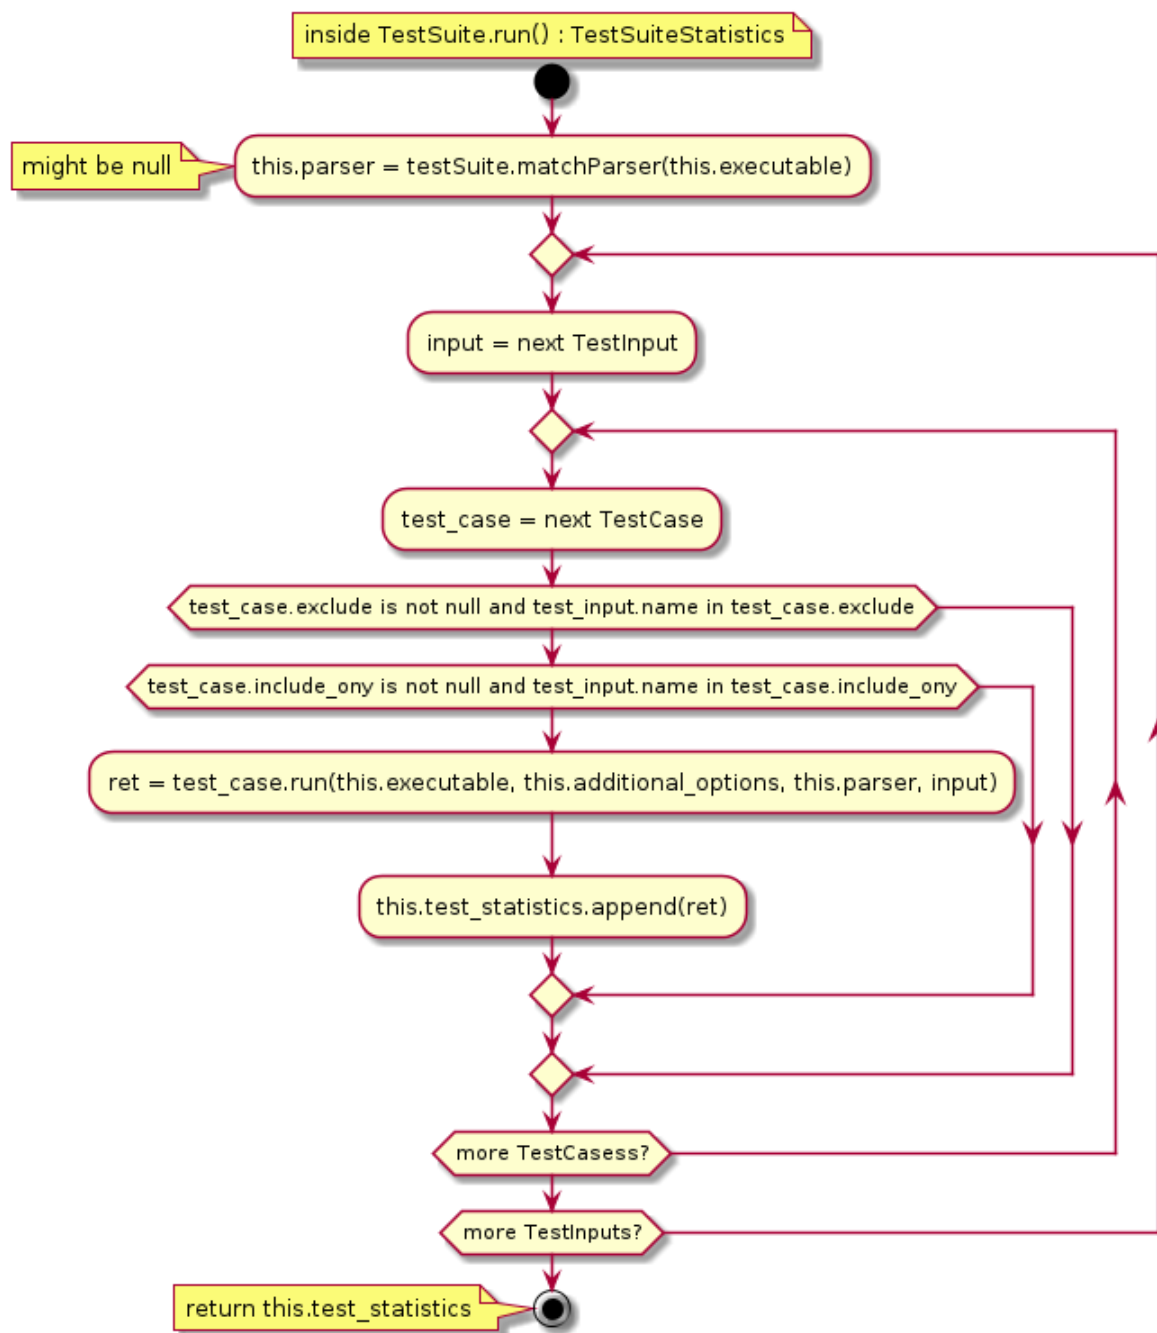 inside TestSuite.run() : TestSuiteStatistics
might be null
this.parser = testSuite.matchParser(this.executable)
input = next TestInput
test_case = next TestCase
test_case.exclude is not null and test_input.name in test_case.exclude
test_case.include_ony is not null and test_input.name in test_case.include_ony
ret = test_case.run(this.executable, this.additional_options, this.parser, input)
this.test_statistics.append(ret)
more TestCasess?
more TestInputs?
return this.test_statistics